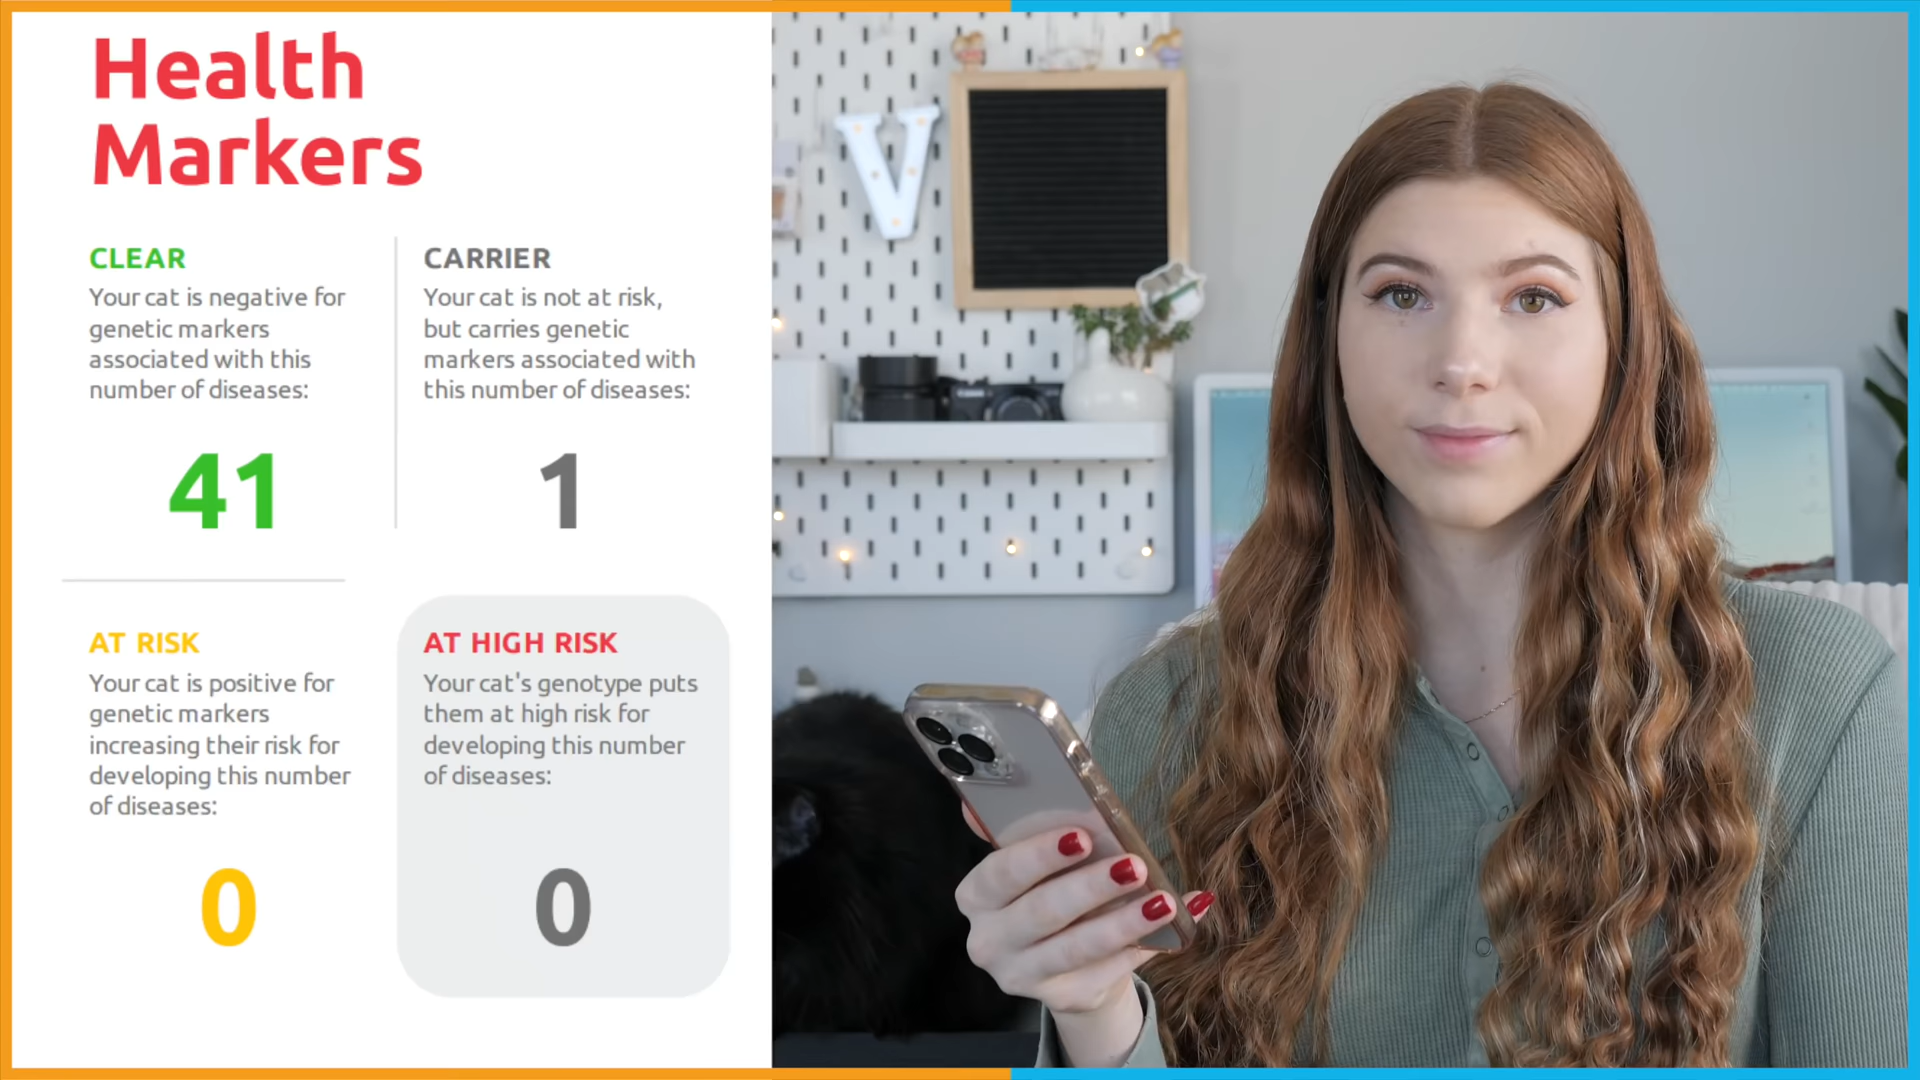 Health
Markers
CLEAR
Your cat is negative for
genetic markers
associated with this
number of diseases:
41
CARRIER
Your cat is not at risk,
but carries genetic
markers associated with
this number of diseases:
1
AT RISK
Your cat is positive for
genetic markers
increasing their risk for
developing this number
of diseases:
0
AT HIGH RISK
Your cat's genotype puts
them at high risk for
developing this number
of diseases:
0
V
Canon